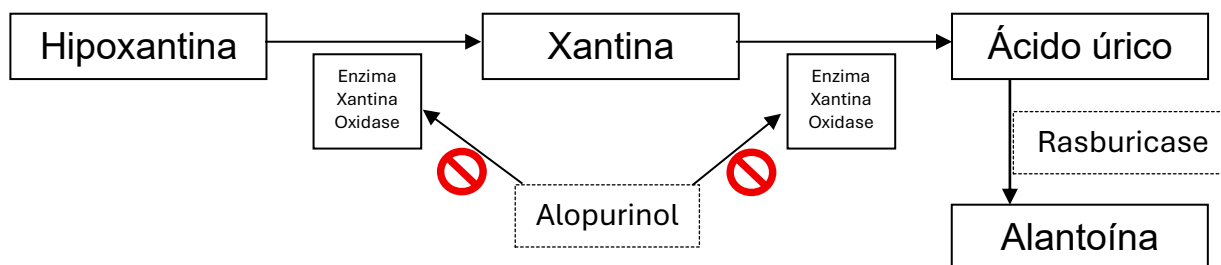 Hipoxantina
Xantina
Ácido úrico
Enzima
Xantina
Oxidase
Enzima
Xantina
Oxidase
Rasburicase
Alopurinol
Alantoína